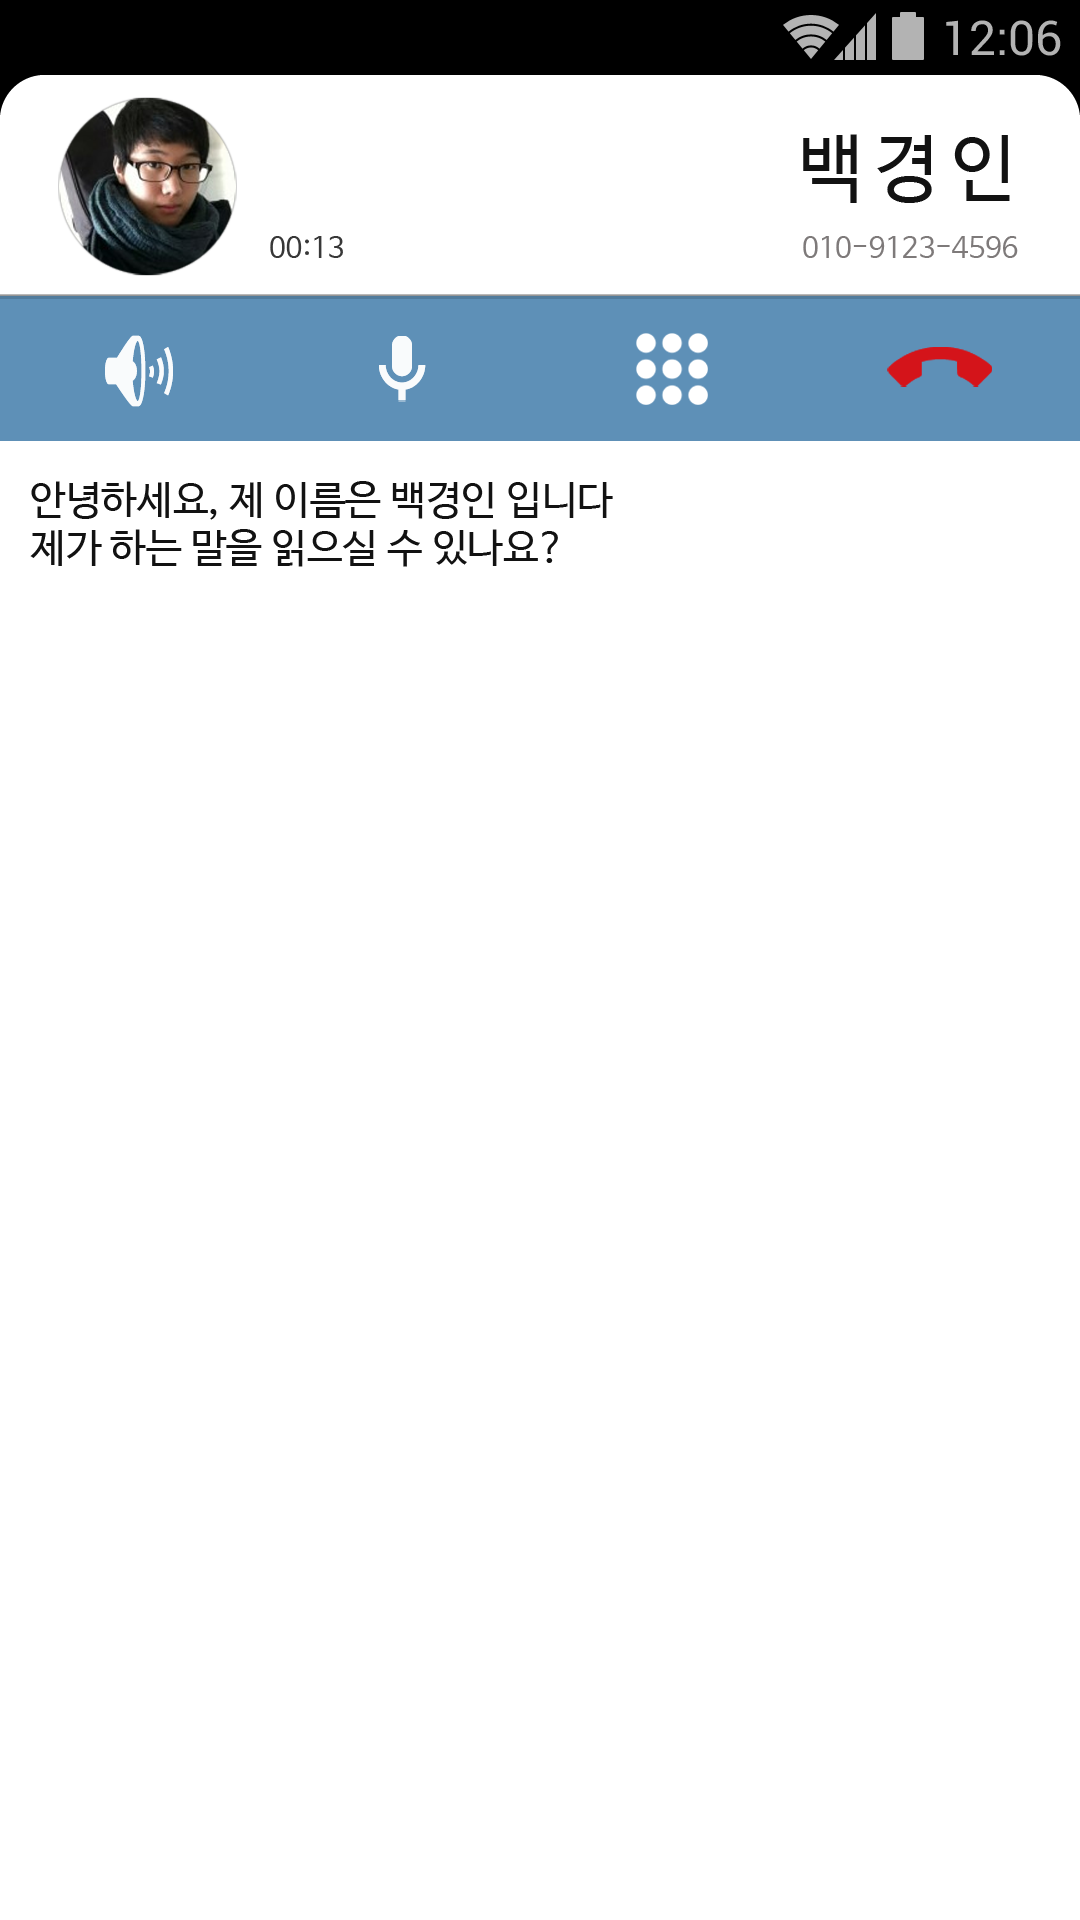 12:06
백경인
00:13
010-9123-4596
안녕하세요, 제 이름은 백경인 입니다
제가 하는 말을 읽으실 수 있나요?